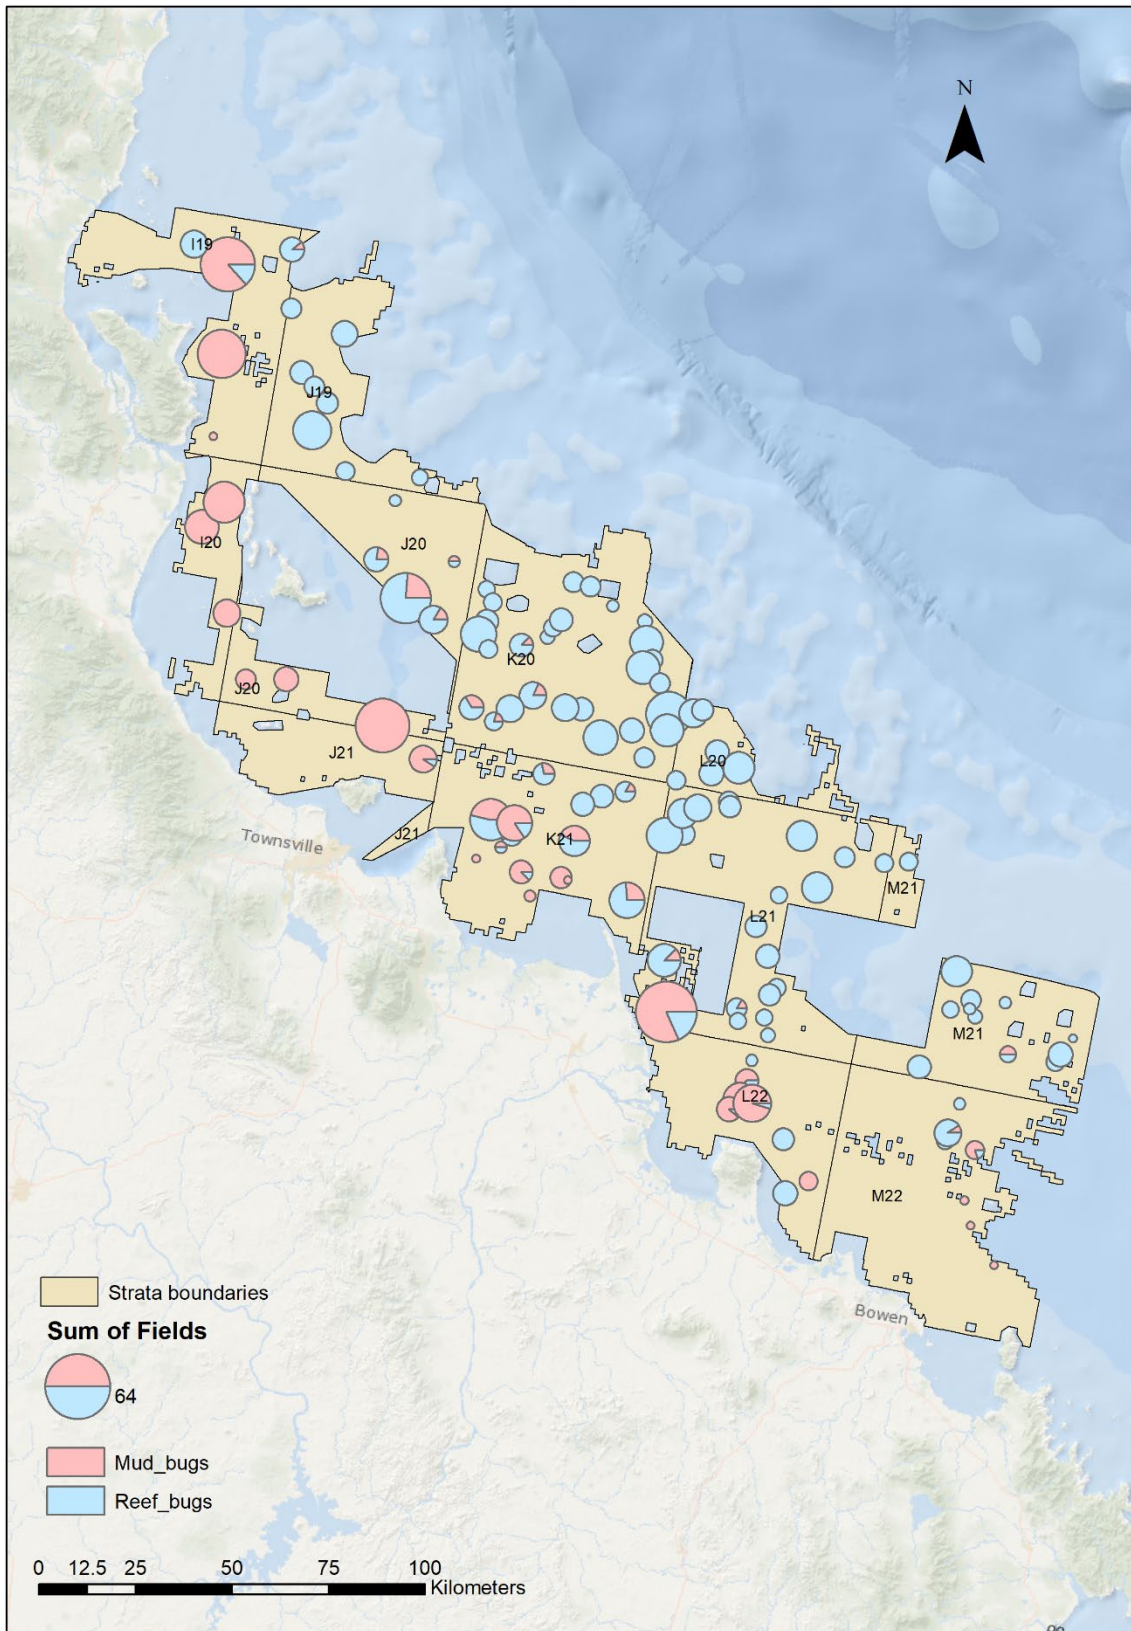 N
I19
J19
I20
J20
K20
J20
J21
L20
J21
K21
M21
L21
M21
L22
M22
Townsville
Bowen
Strata boundaries
Sum of Fields
64
Mud_bugs
Reef_bugs
0 12.5 25 50 75 100
Kilometers